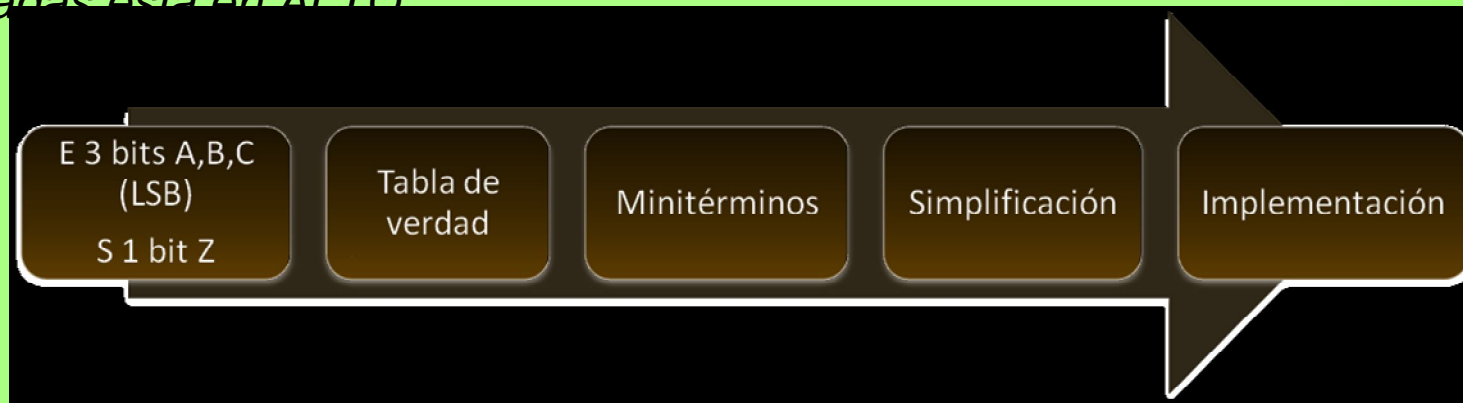 E 3 bits A,B,C
(LSB)
S 1 bit Z
Tabla de
verdad
Minitérminos
Simplificación
Implementación